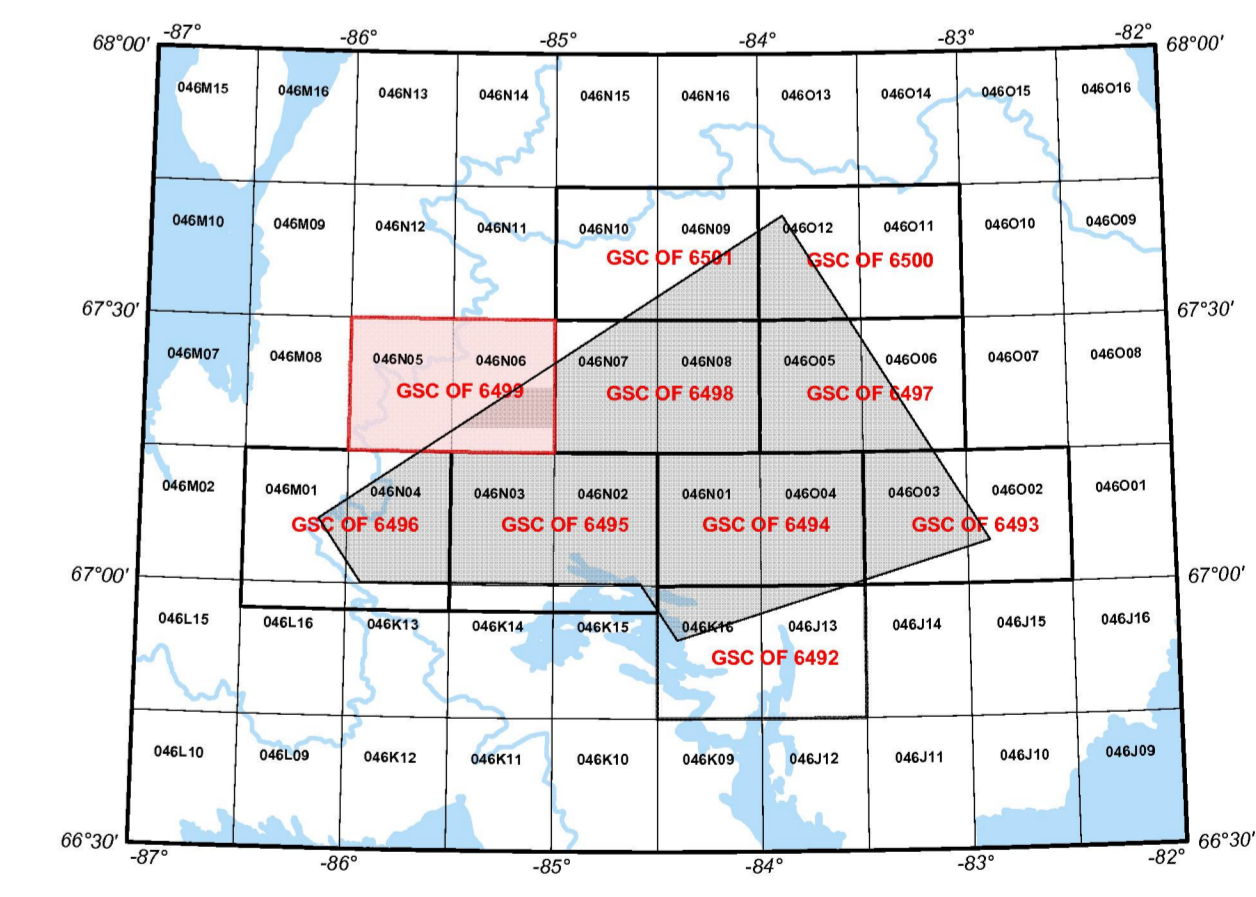 -87° -86° -85° -84° -83° -82°
68°00' 68°00'
046M15 046M16 046N13 046N14 046N15 046N16 046O13 046O14 046O15 046O16
046M10 046M09 046N12 046N11 046N10 046N09 046O12 046O11 046O10 046O09
GSC OF 6501 GSC OF 6500
67°30' 67°30'
046M07 046M08 046N05 046N06 046N07 046N08 046O05 046O06 046O07 046O08
GSC OF 6499 GSC OF 6498 GSC OF 6497
046M02 046M01 046N04 046N03 046N02 046N01 046O04 046O03 046O02 046O01
GSC OF 6496 GSC OF 6495 GSC OF 6494 GSC OF 6493
67°00' 67°00'
046L15 046L16 046K13 046K14 046K15 046K16 046J13 046J14 046J15 046J16
GSC OF 6492
046L10 046L09 046K12 046K11 046K10 046K09 046J12 046J11 046J10 046J09
66°30' 66°30'
-87° -86° -85° -84° -83° -82°